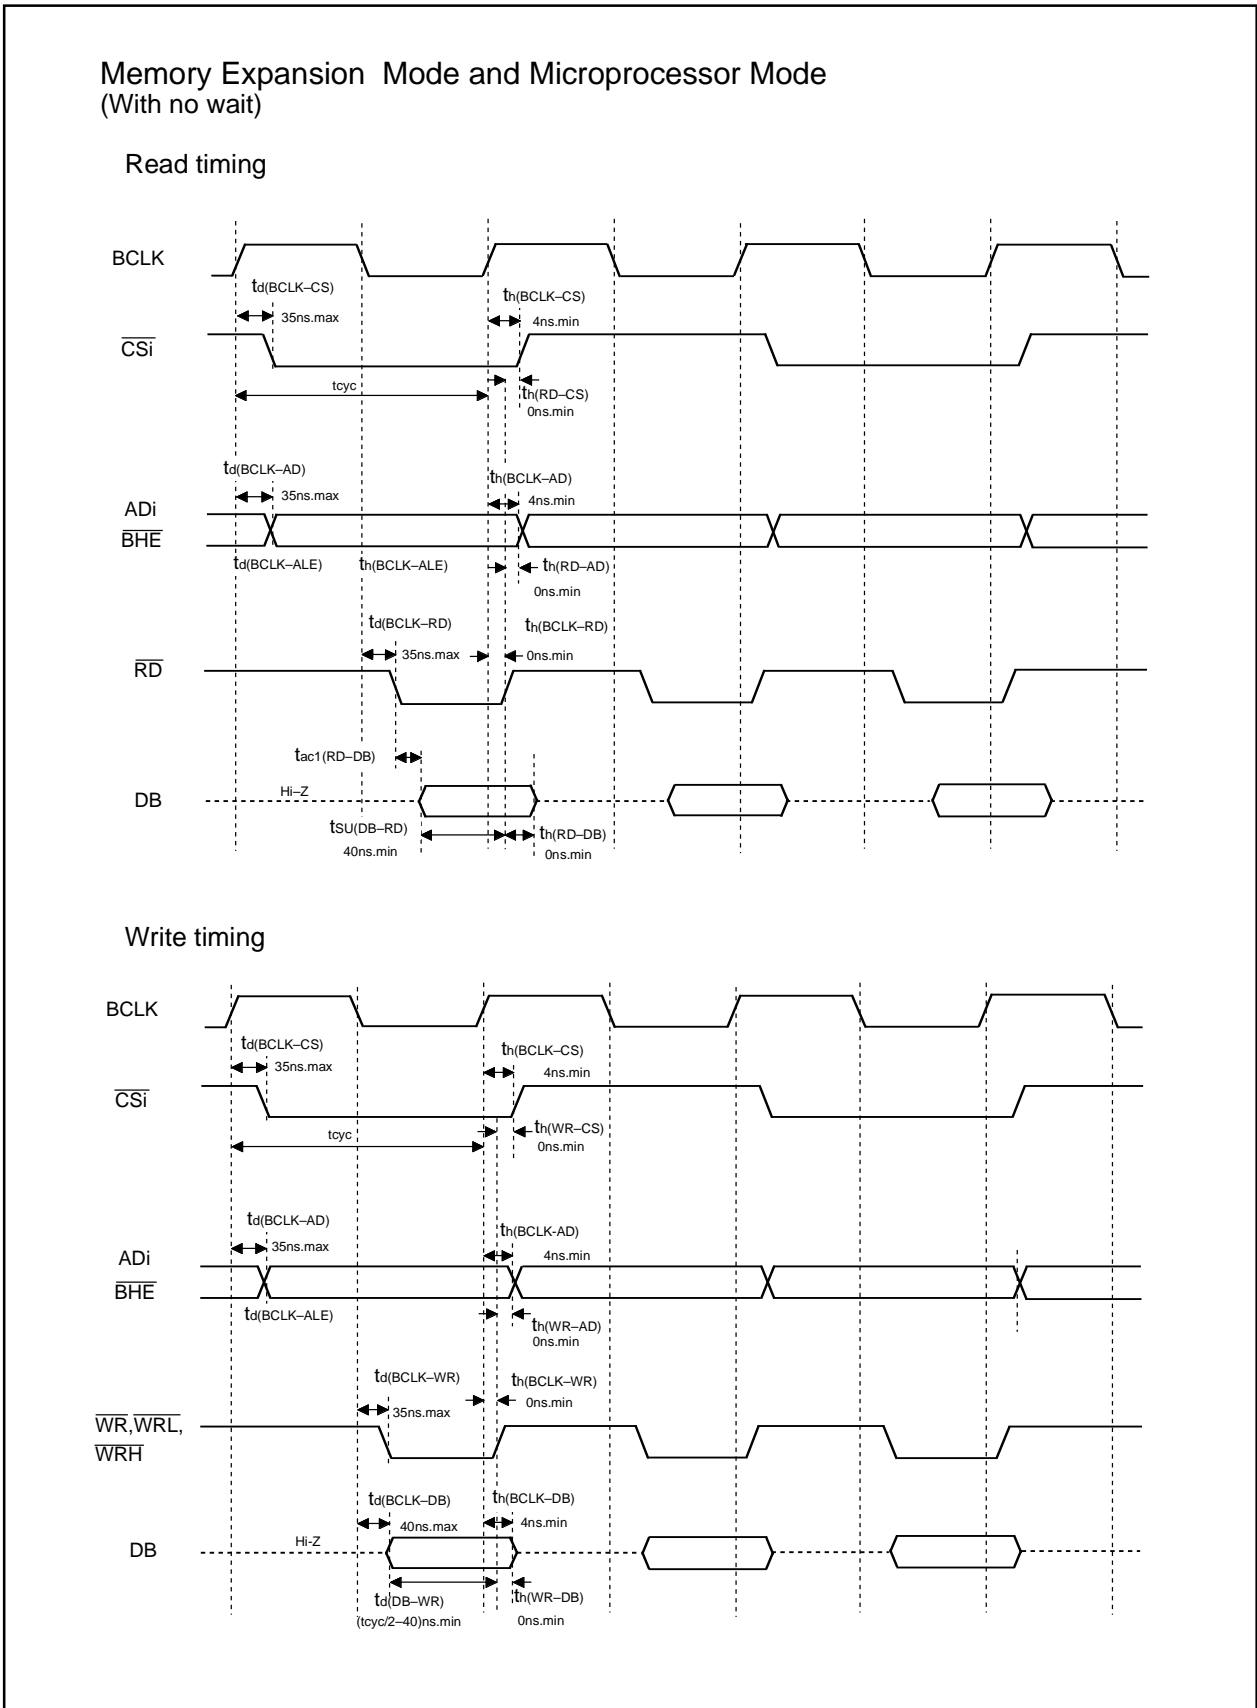 Memory Expansion Mode and Microprocessor Mode
(With no wait)
Read timing
BCLK
td(BCLK–CS)
35ns.max
th(BCLK–CS)
4ns.min
CSi
tcyc
th(RD–CS)
0ns.min
td(BCLK–AD)
35ns.max
th(BCLK–AD)
4ns.min
ADi
BHE
td(BCLK–ALE)
th(BCLK–ALE)
th(RD–AD)
0ns.min
td(BCLK–RD)
35ns.max
th(BCLK–RD)
0ns.min
RD
tac1(RD–DB)
Hi–Z
DB
tSU(DB–RD)
40ns.min
th(RD–DB)
0ns.min
Write timing
BCLK
td(BCLK–CS)
35ns.max
th(BCLK–CS)
4ns.min
CSi
tcyc
th(WR–CS)
0ns.min
td(BCLK–AD)
35ns.max
th(BCLK-AD)
4ns.min
ADi
BHE
td(BCLK–ALE)
th(WR–AD)
0ns.min
td(BCLK–WR)
35ns.max
th(BCLK–WR)
0ns.min
WR,WRL,
WRH
td(BCLK–DB)
40ns.max
th(BCLK–DB)
4ns.min
Hi-Z
DB
td(DB–WR)
(tcyc/2–40)ns.min
th(WR–DB)
0ns.min